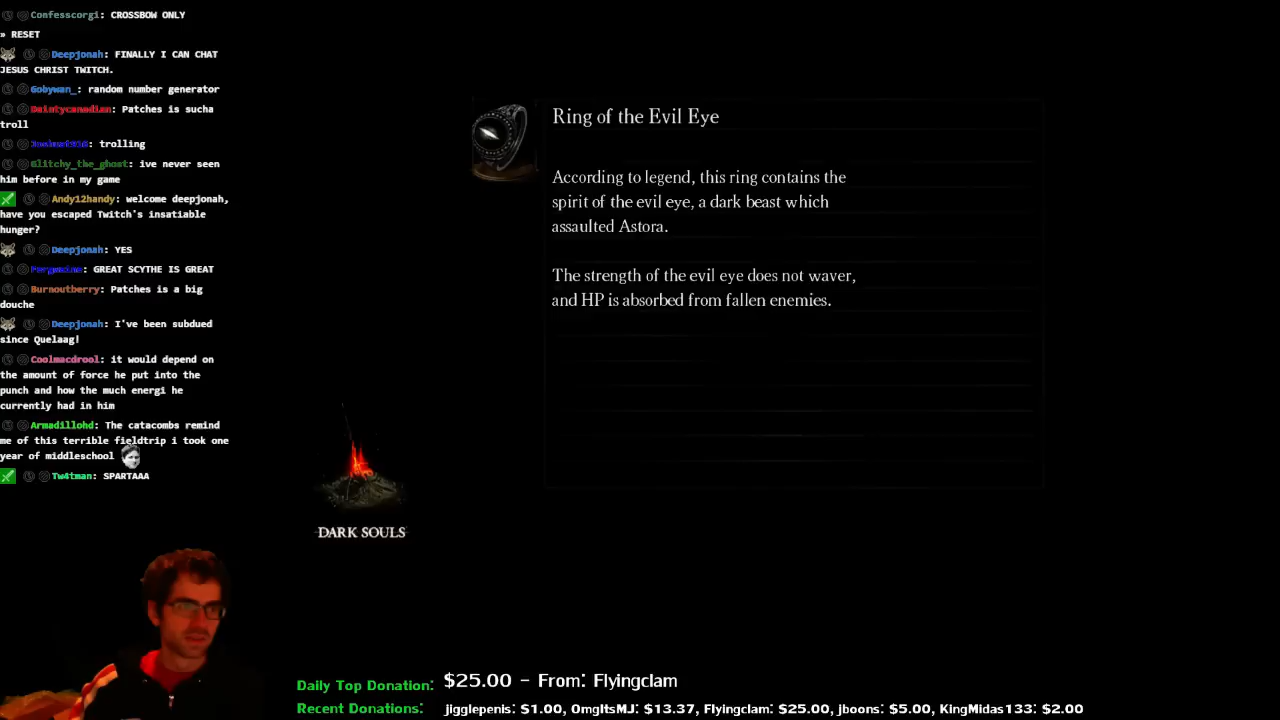 Confesscorgi: CROSSBOW ONLY
» RESET
Deepjonah: FINALLY I CAN CHAT
JESUS CHRIST TWITCH.
Gobywan_: random number generator
Daintycanadian: Patches is sucha
troll
trolling
Glitchy_the_ghost: ive never seen
him before in my game
Andy12handy: welcome deepjonah,
have you escaped Twitch's insatiable
hunger?
Deepjonah: YES
GREAT SCYTHE IS GREAT
Burnoutberry: Patches is a big
douche
Deepjonah: I've been subdued
since Quelaag!
Coolmacdrool: it would depend on
the amount of force he put into the
punch and how the much energi he
currently had in him
Armadillohd: The catacombs remind
me of this terrible fieldtrip i took one
year of middleschool
Tw4tman: SPARTAAA
Ring of the Evil Eye
According to legend, this ring contains the
spirit of the evil eye, a dark beast which
assaulted Astora.
The strength of the evil eye does not waver,
and HP is absorbed from fallen enemies.
DARK SOULS
Daily Top Donation: $25.00 - From: Flyingclam
Recent Donations: jigglepenis: $1.00, OmgItsMJ: $13.37, Flyingclam: $25.00, jboons: $5.00, KingMidas133: $2.00